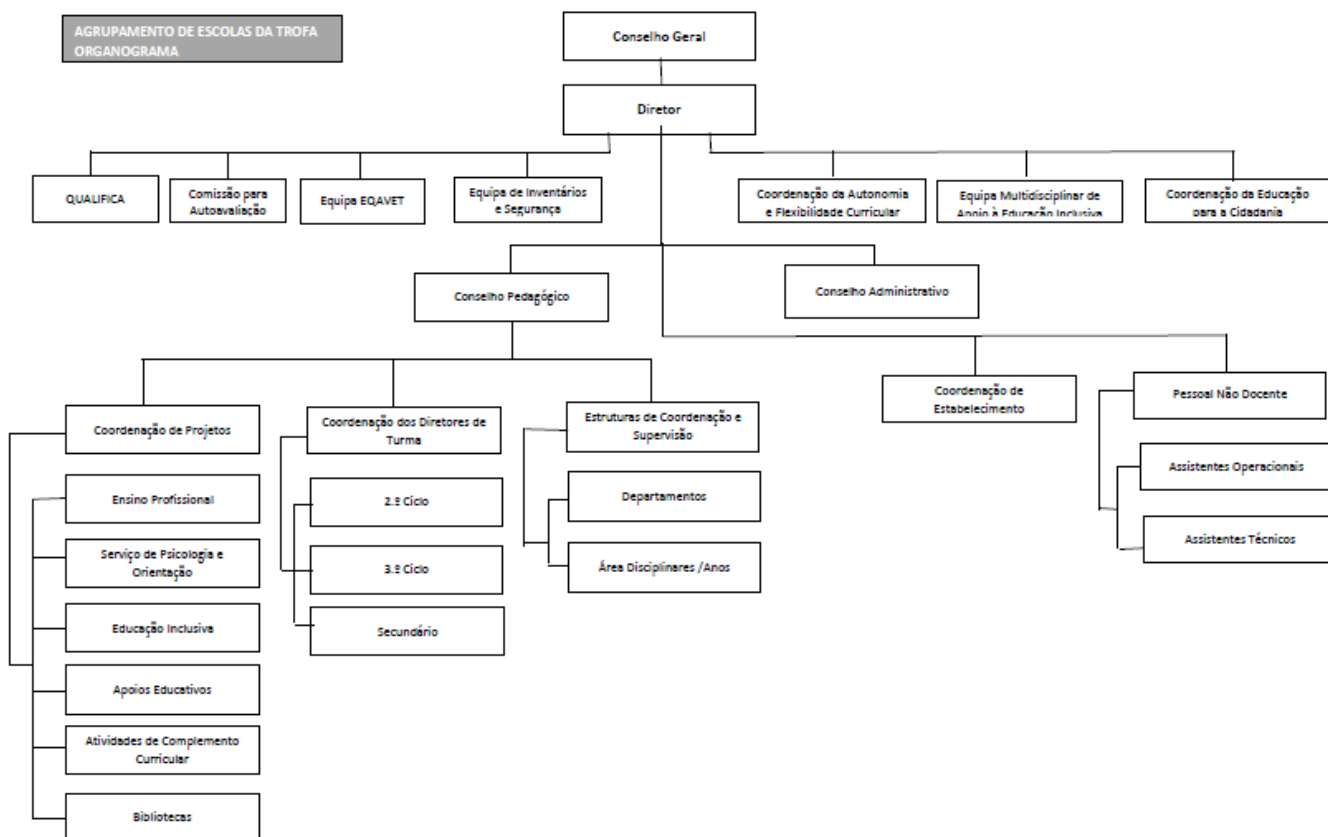 AGRUPAMENTO DE ESCOLAS DA TROFA
ORGANOGRAMA
Conselho Geral
Diretor
QUALIFICA
Comissão para
Autoavaliação
Equipa EQAVET
Equipa de Inventários
e Segurança
Coordenação da Autonomia
e Flexibilidade Curricular
Equipa Multidisciplinar de
Apoio à Educação Inclusiva
Coordenação da Educação
para a Cidadania
Conselho Pedagógico
Conselho Administrativo
Coordenação de Projetos
Coordenação dos Diretores de
Turma
Estruturas de Coordenação e
Supervisão
Coordenação de
Estabelecimento
Pessoal Não Docente
Ensino Profissional
Serviço de Psicologia e
Orientação
Educação Inclusiva
Apoios Educativos
Atividades de Complemento
Curricular
Bibliotecas
2.º Ciclo
3.º Ciclo
Secundário
Departamentos
Área Disciplinares /Anos
Assistentes Operacionais
Assistentes Técnicos